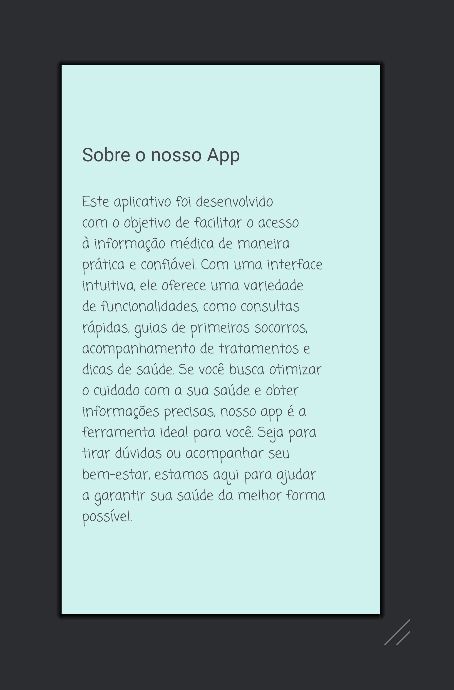 Sobre o nosso App
Este aplicativo foi desenvolvido
com o objetivo de facilitar o acesso
à informação médica de maneira
prática e confiável. Com uma interface
intuitiva, ele oferece uma variedade
de funcionalidades, como consultas
rápidas, guias de primeiros socorros,
acompanhamento de tratamentos e
dicas de saúde. Se você busca otimizar
o cuidado com a sua saúde e obter
informações precisas, nosso app é a
ferramenta ideal para você. Seja para
tirar dúvidas ou acompanhar seu
bem-estar, estamos aqui para ajudar
a garantir sua saúde da melhor forma
possível.